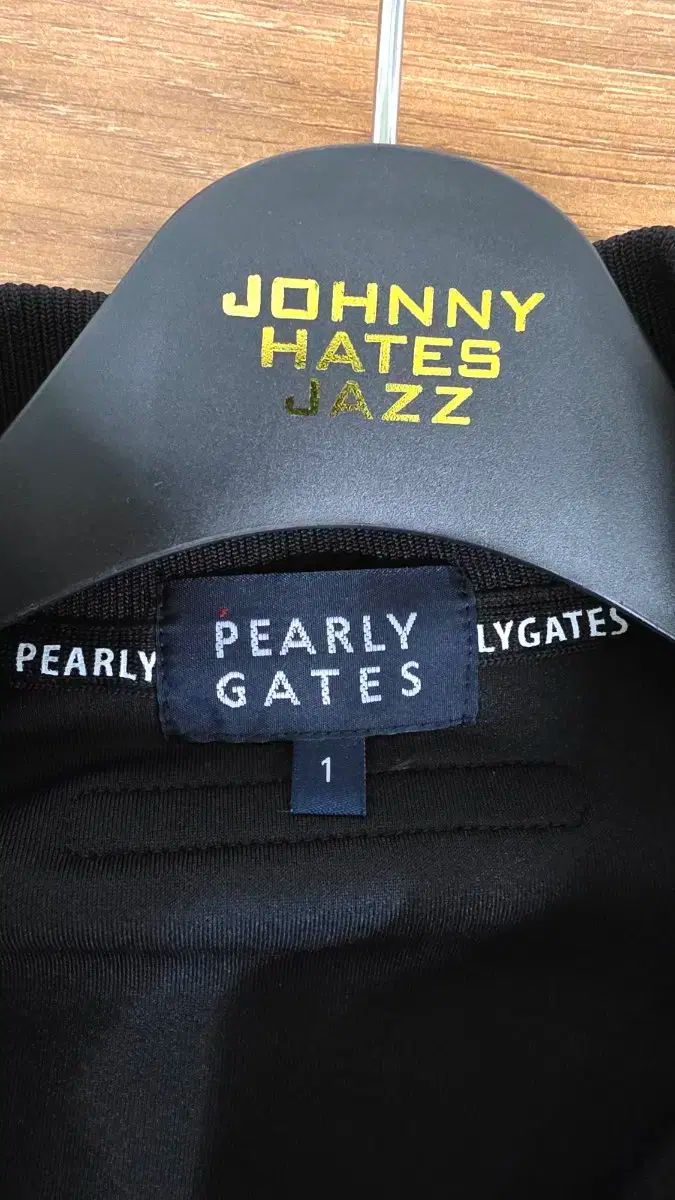 JOHNNY
HATES
JAZZ
PEARLY
PEARLY
GATES
LYGATES
1